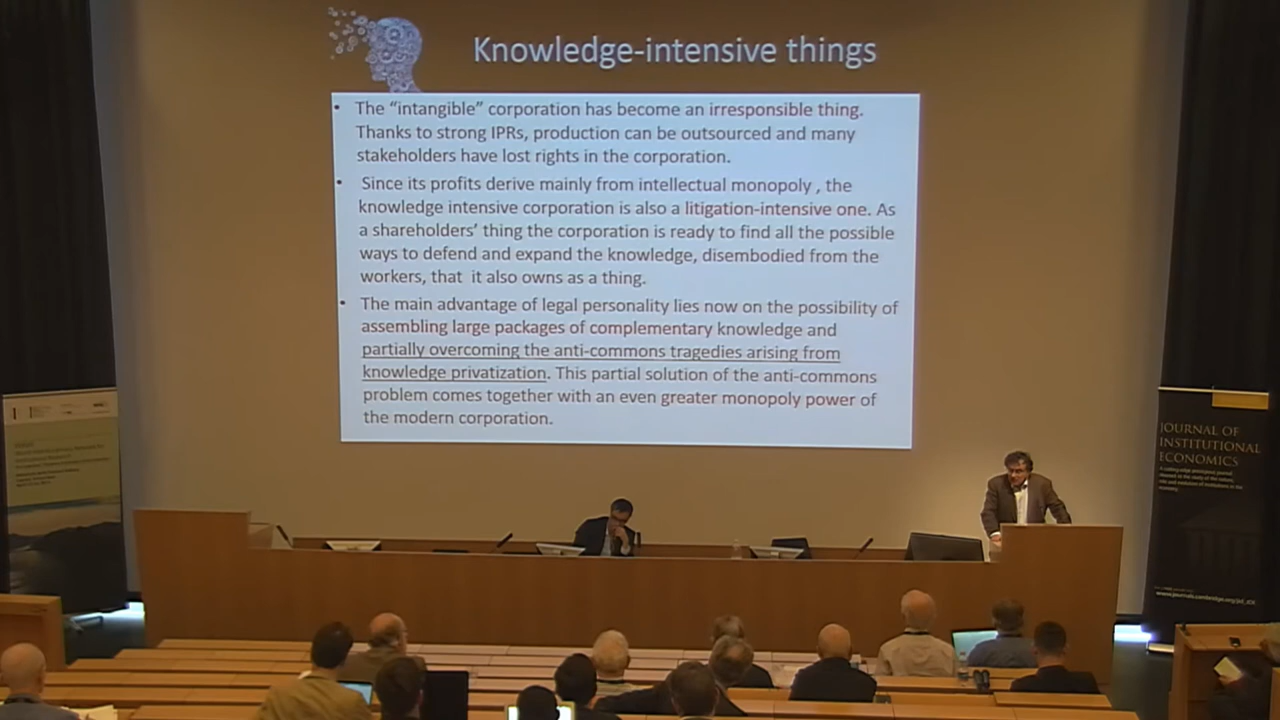 Knowledge-intensive things
• The “intangible” corporation has become an irresponsible thing.
Thanks to strong IPRs, production can be outsourced and many
stakeholders have lost rights in the corporation.
• Since its profits derive mainly from intellectual monopoly , the
knowledge intensive corporation is also a litigation-intensive one. As
a shareholders’ thing the corporation is ready to find all the possible
ways to defend and expand the knowledge, disembodied from the
workers, that it also owns as a thing.
• The main advantage of legal personality lies now on the possibility of
assembling large packages of complementary knowledge and
partially overcoming the anti-commons tragedies arising from
knowledge privatization. This partial solution of the anti-commons
problem comes together with an even greater monopoly power of
the modern corporation.
JOURNAL OF
INSTITUTIONAL
ECONOMICS